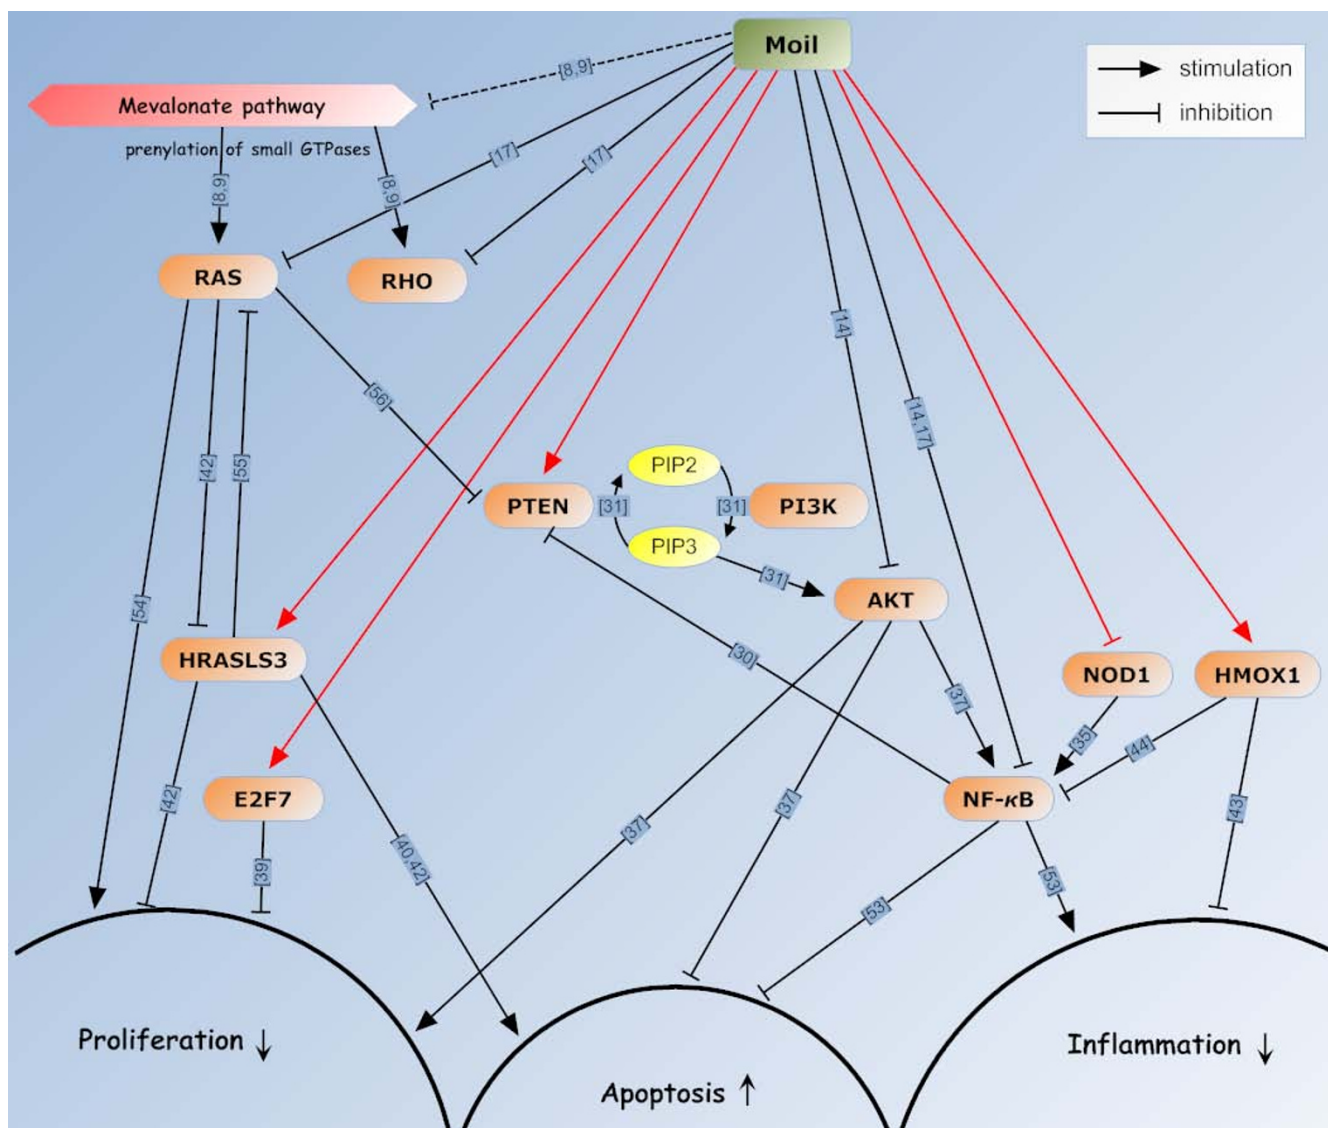 Moil
stimulation
inhibition
[8,9]
Mevalonate pathway
prenylation of small GTPases
[17]
[17]
[8,9]
[8,9]
RAS
RHO
[14]
[56]
[14,17]
[42]
[55]
PIP2
PTEN
[31]
[31]
PI3K
PIP3
[31]
AKT
[54]
HRASLS3
[30]
NOD1
HMOX1
[37]
[35]
[44]
E2F7
NF-κB
[42]
[37]
[37]
[43]
[39]
[40,42]
[53]
[53]
Proliferation ↓
Apoptosis ↑
Inflammation ↓